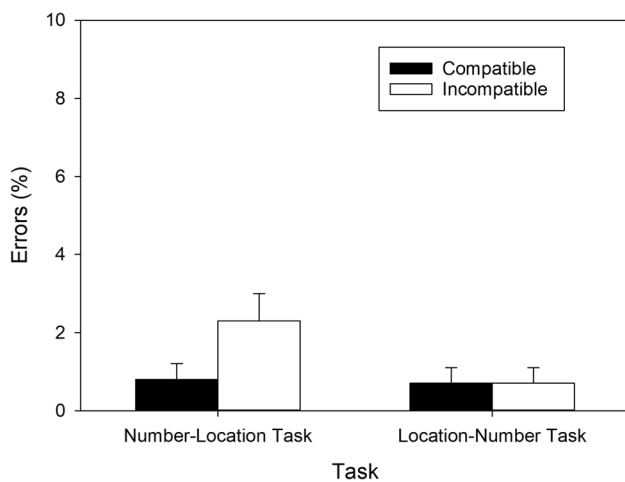 10
8
6
4
2
0
Errors (%)
Compatible
Incompatible
Number-Location Task
Location-Number Task
Task